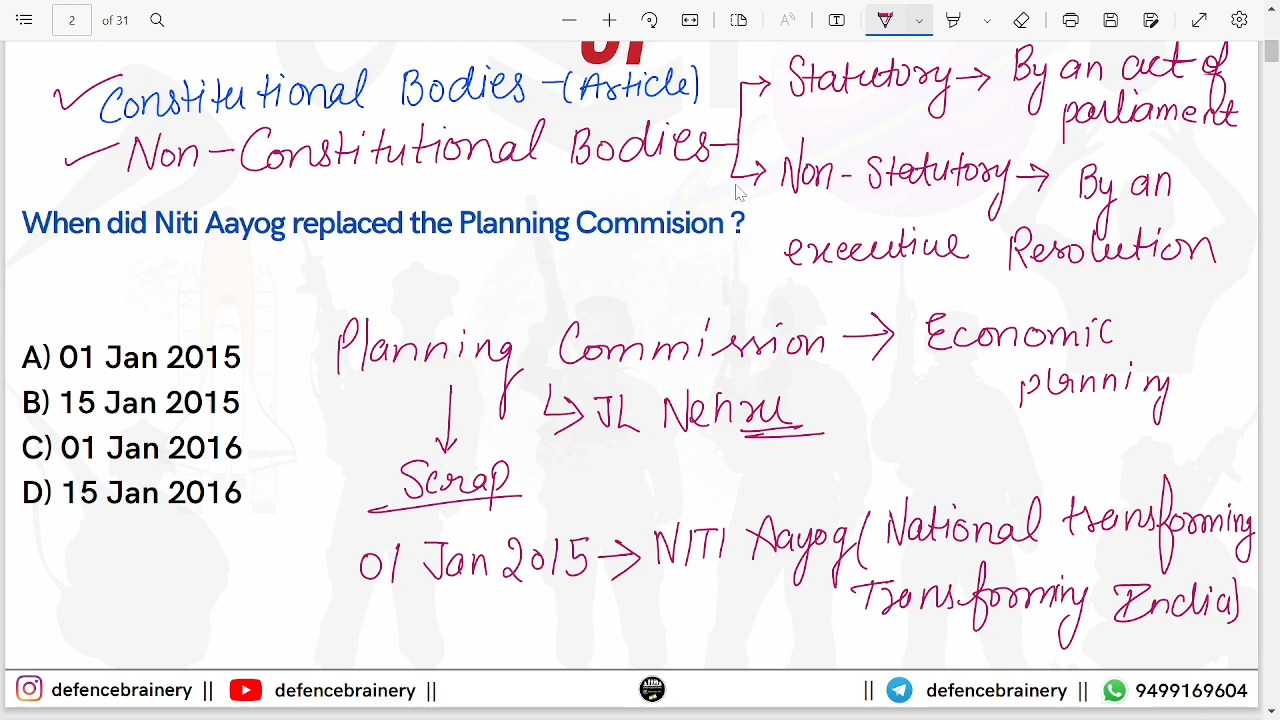 2 of 31
01
Constitutional Bodies - (Article)
Non-Constitutional Bodies
Statutory → By an act of
parliament
Non-Statutory → By an
executive Resolution
When did Niti Aayog replaced the Planning Commision ?
A) 01 Jan 2015
B) 15 Jan 2015
C) 01 Jan 2016
D) 15 Jan 2016
Planning Commission → Economic
planning
↳ JL Nehru
Scrap
01 Jan 2015 → NITI Aayog ( National transforming
Transforming India)
defencebrainery || defencebrainery || || defencebrainery || 9499169604